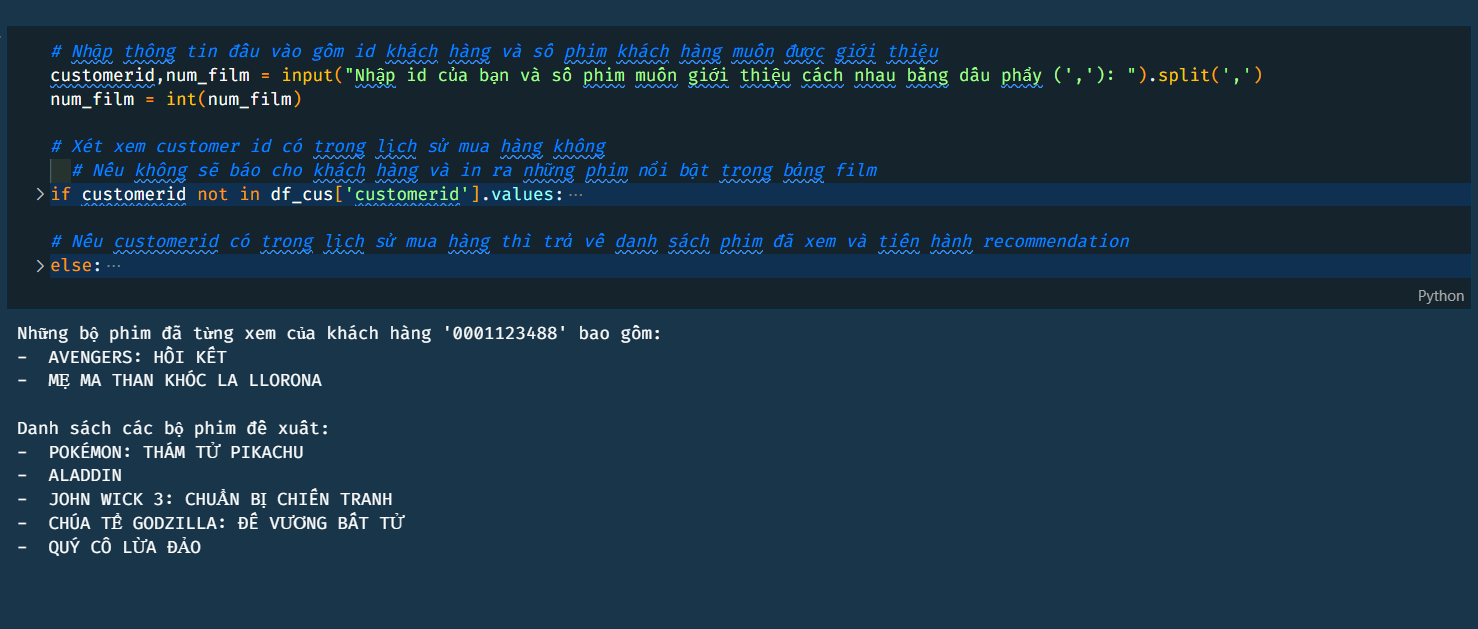 # Nhập thông tin đầu vào gồm id khách hàng và số phim khách hàng muốn được giới thiệu
customerid,num_film = input("Nhập id của bạn và số phim muốn giới thiệu cách nhau bằng dấu phẩy (','): ").split(',')
num_film = int(num_film)
# Xét xem customer id có trong lịch sử mua hàng không
# Nếu không sẽ báo cho khách hàng và in ra những phim nổi bật trong bảng film
if customerid not in df_cus['customerid'].values:···
# Nếu customerid có trong lịch sử mua hàng thì trả về danh sách phim đã xem và tiến hành recommendation
else:···
Python
Những bộ phim đã từng xem của khách hàng '0001123488' bao gồm:
- AVENGERS: HỒI KẾT
- MẸ MA THAN KHÓC LA LLORONA
Danh sách các bộ phim đề xuất:
- POKÉMON: THÁM TỬ PIKACHU
- ALADDIN
- JOHN WICK 3: CHUẨN BỊ CHIẾN TRANH
- CHÚA TỂ GODZILLA: ĐẾ VƯƠNG BẤT TỬ
- QUÝ CÔ LỪA ĐẢO